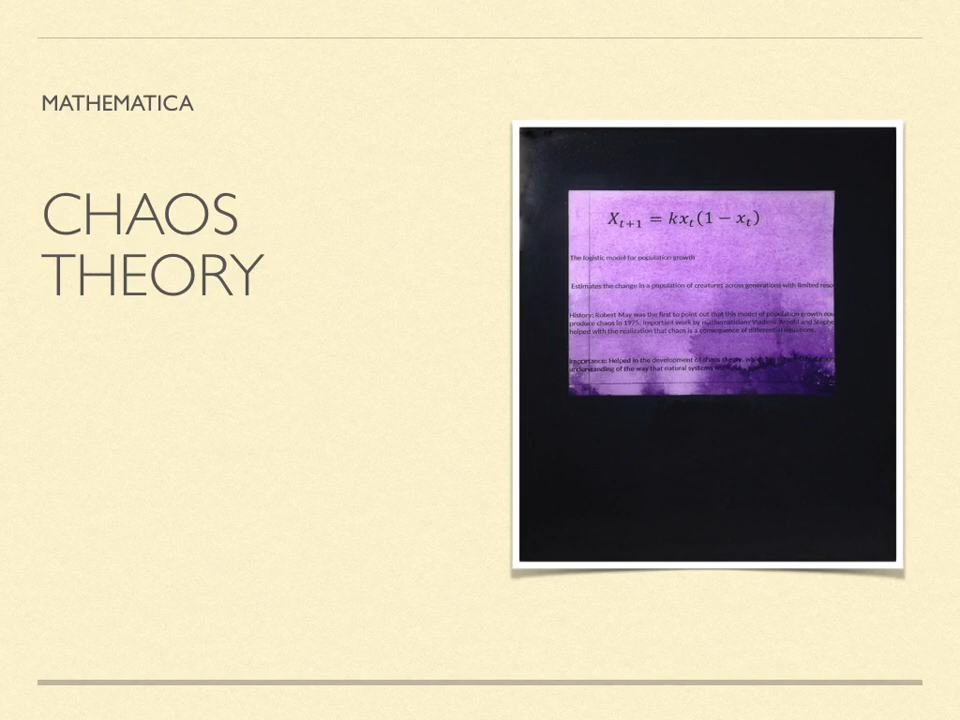 MATHEMATICA
CHAOS
THEORY
Xₜ₊₁ = kxₜ(1 − xₜ)
The logistic model for population growth
Estimates the change in a population of creatures across generations with limited reso
History: Robert May was the first to point out that this model of population growth rou
produce chaos in 1975. Important work by mathematicians Vladimir Arnold and Stephe
helped with the realization that chaos is a consequence of differential equations.
Importance: Helped in the development of chaos theory, which has
understanding of the way that natural systems